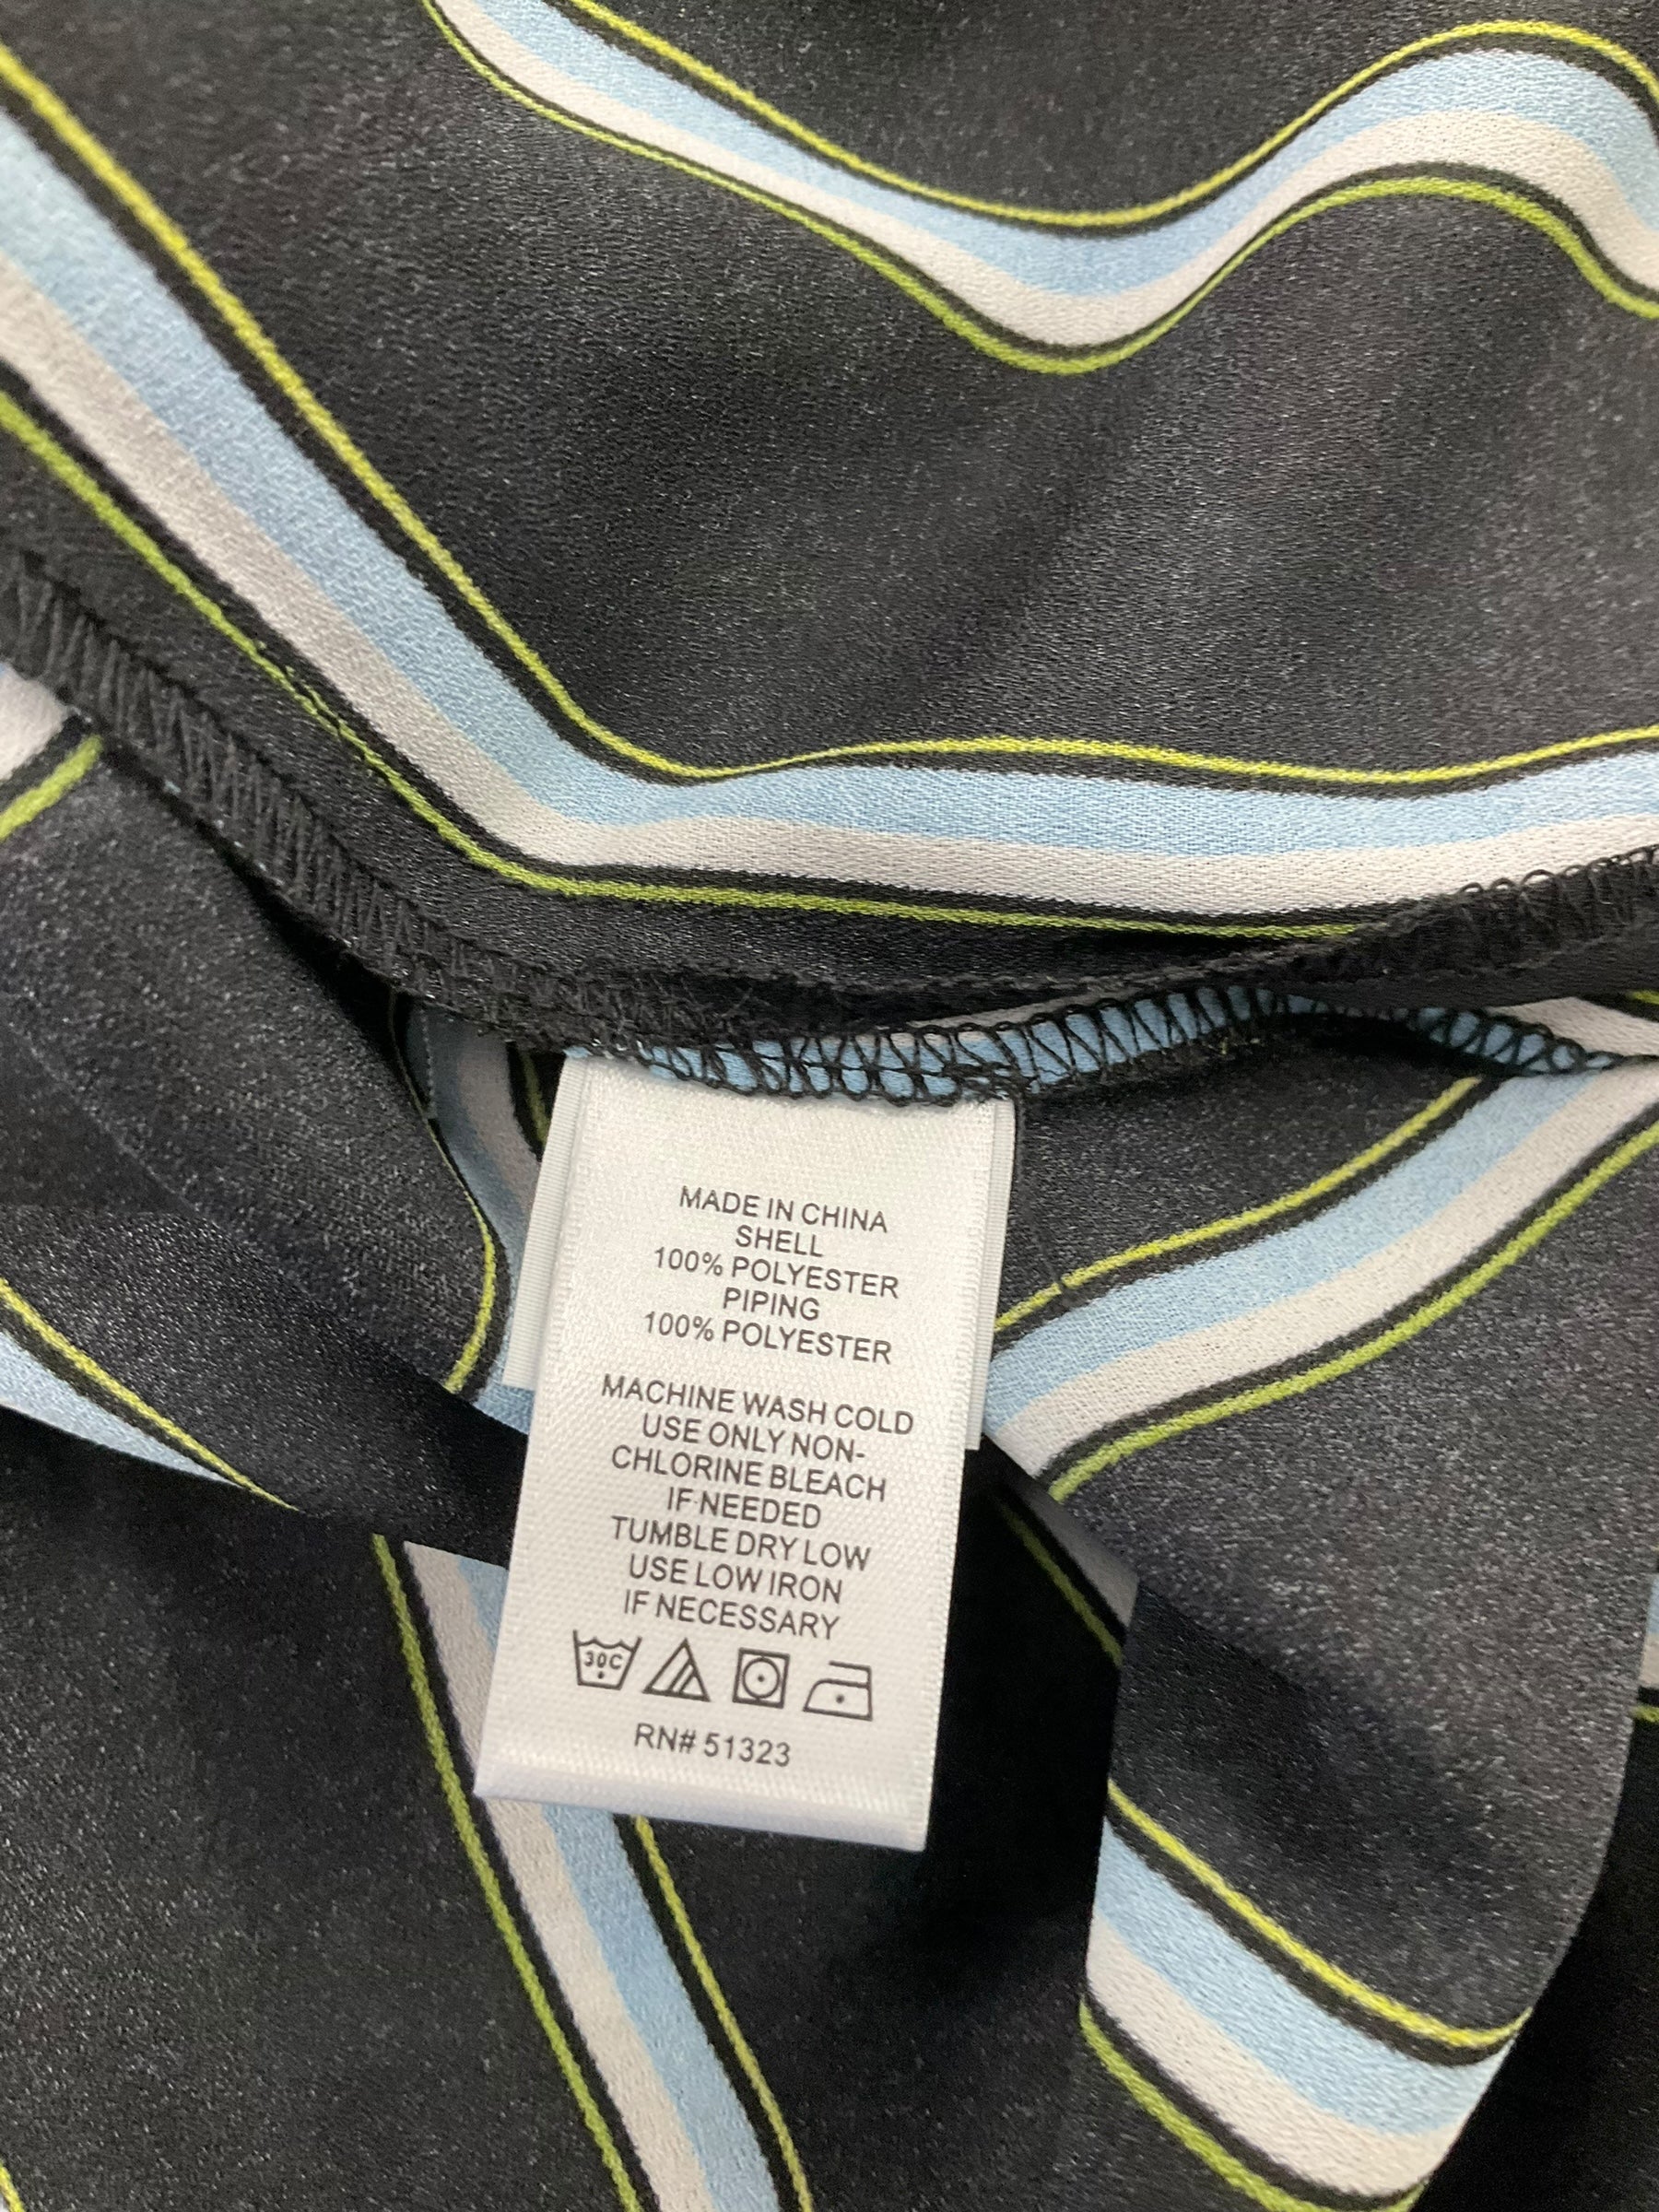 MADE IN CHINA
SHELL
100% POLYESTER
PIPING
100% POLYESTER
MACHINE WASH COLD
USE ONLY NON-
CHLORINE BLEACH
IF NEEDED
TUMBLE DRY LOW
USE LOW IRON
IF NECESSARY
30C
RN# 51323